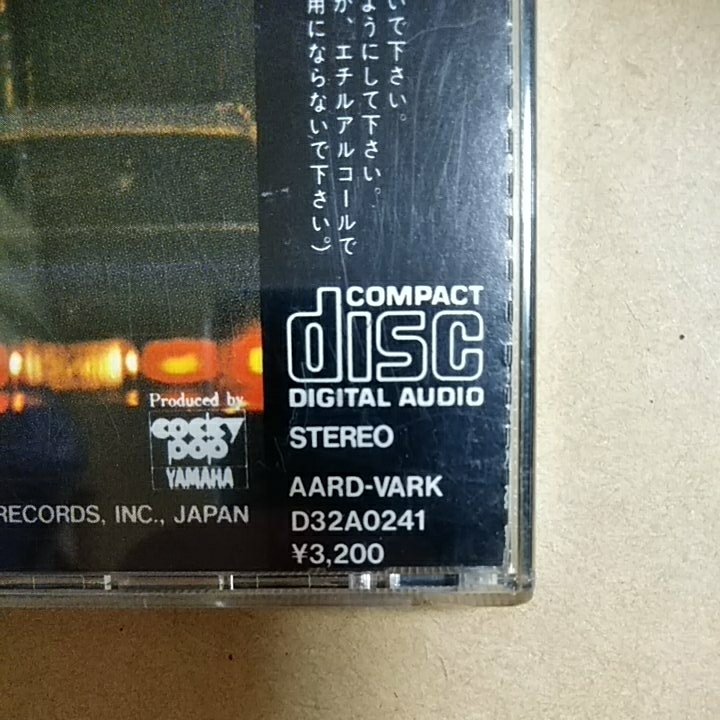 いで下さい。
ようにして下さい。
が、エチルアルコールで
用にならないで下さい。)
COMPACT
disc
DIGITAL AUDIO
STEREO
AARD-VARK
D32A0241
¥3,200
Produced by
cocky
pop
YAMAHA
RECORDS, INC., JAPAN